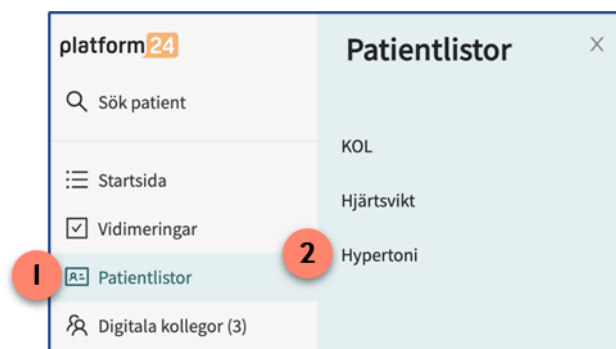 platform24
Sök patient
Startsida
Vidimeringar
1 Patientlistor
Digitala kollegor (3)
Patientlistor
KOL
Hjärtsvikt
2 Hypertoni